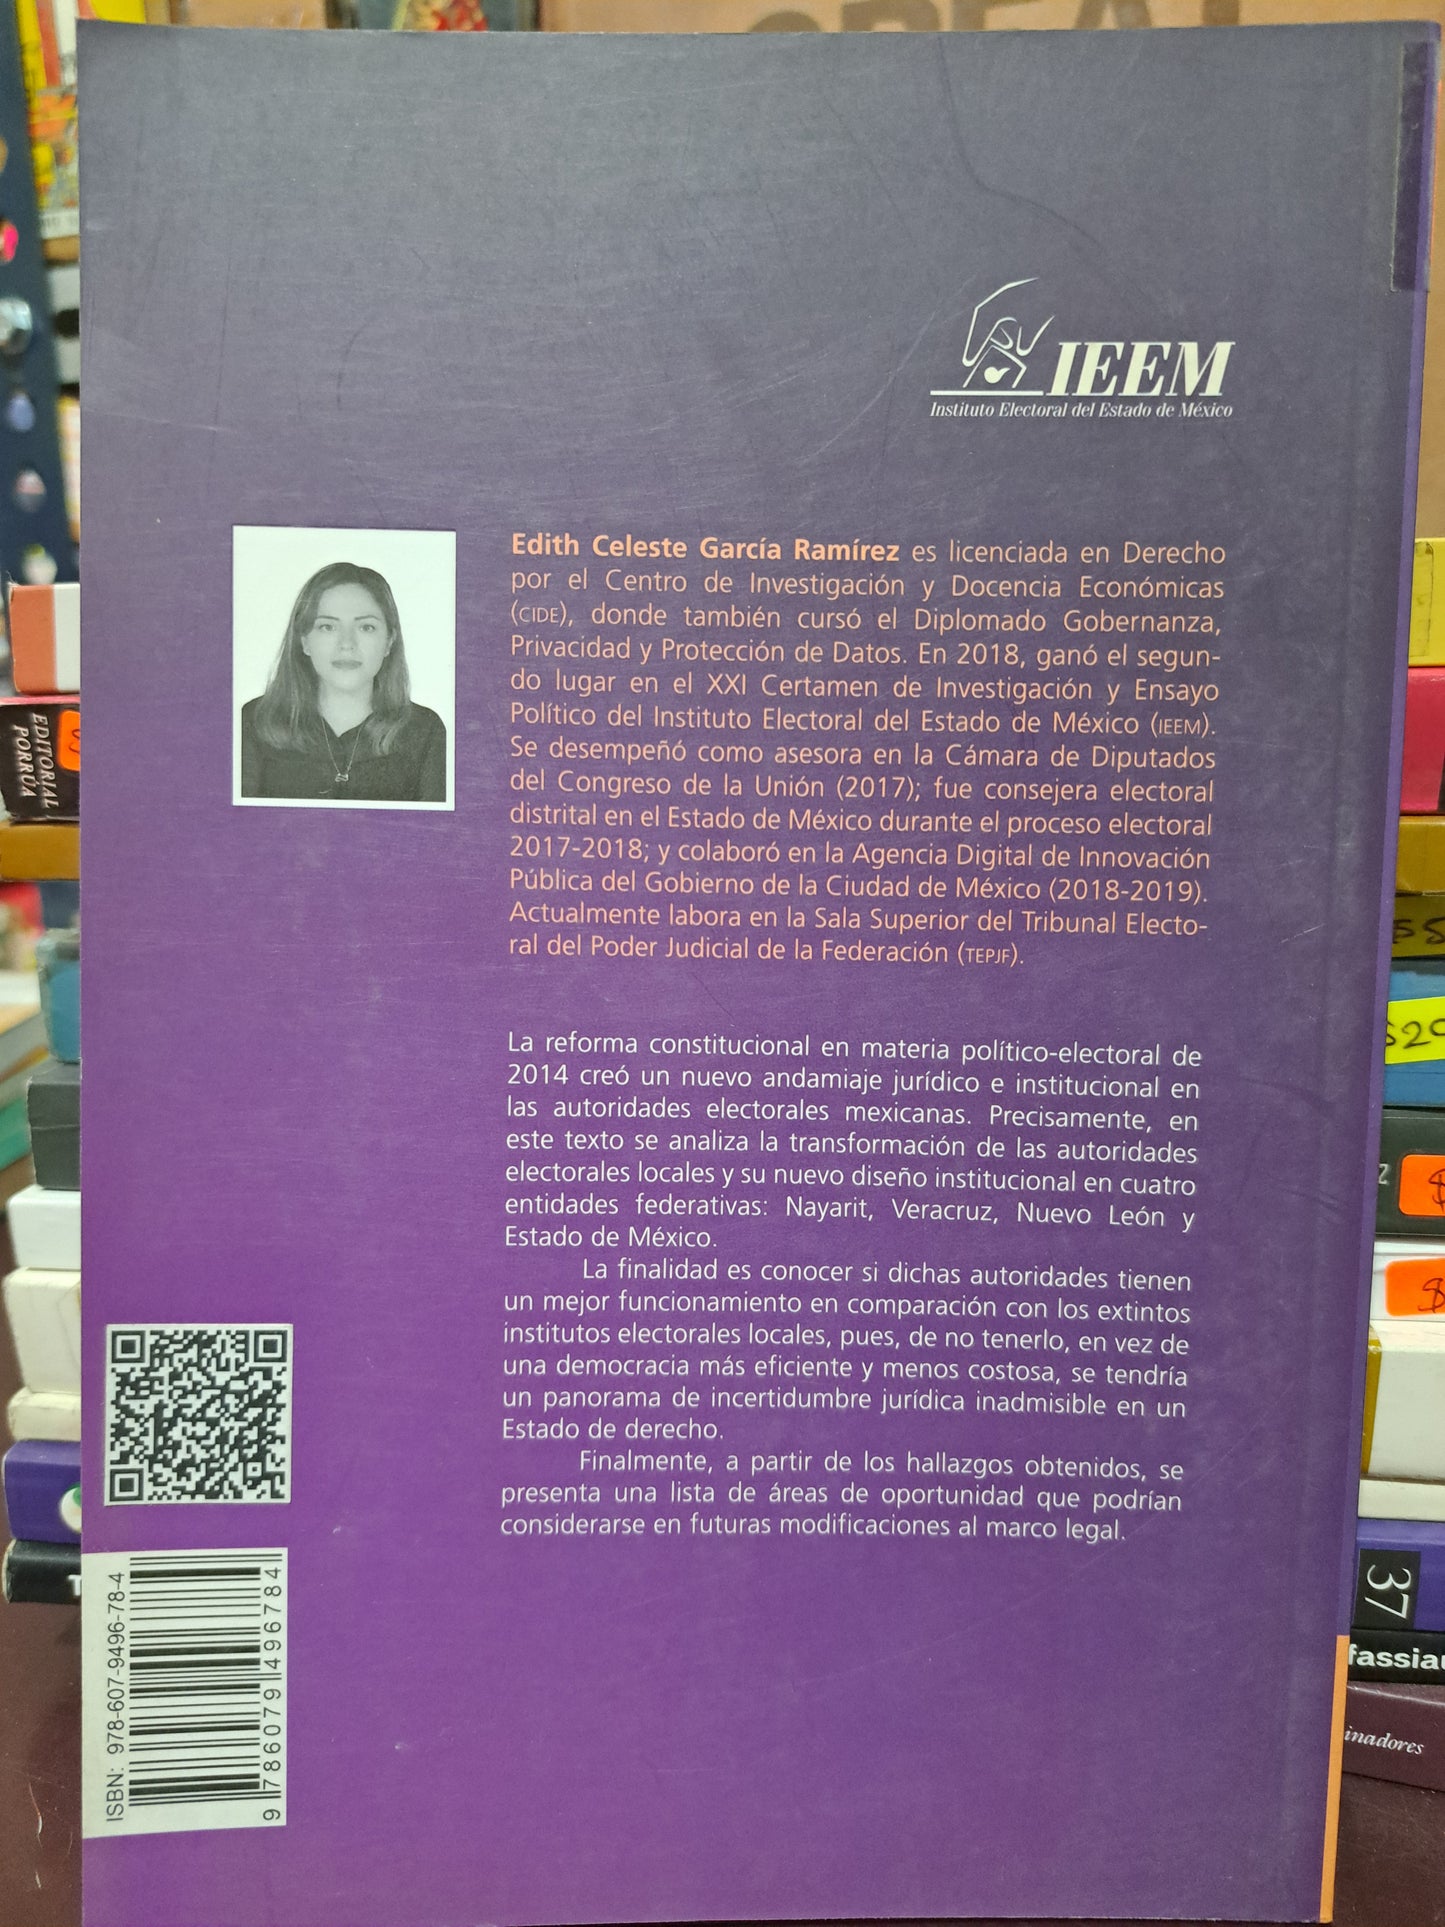 IEEM
Instituto Electoral del Estado de México
Edith Celeste García Ramírez es licenciada en Derecho
por el Centro de Investigación y Docencia Económicas
(CIDE), donde también cursó el Diplomado Gobernanza,
Privacidad y Protección de Datos. En 2018, ganó el segun-
do lugar en el XXI Certamen de Investigación y Ensayo
Político del Instituto Electoral del Estado de México (IEEM).
Se desempeñó como asesora en la Cámara de Diputados
del Congreso de la Unión (2017); fue consejera electoral
distrital en el Estado de México durante el proceso electoral
2017-2018; y colaboró en la Agencia Digital de Innovación
Pública del Gobierno de la Ciudad de México (2018-2019).
Actualmente labora en la Sala Superior del Tribunal Electo-
ral del Poder Judicial de la Federación (TEPJF).
La reforma constitucional en materia político-electoral de
2014 creó un nuevo andamiaje jurídico e institucional en
las autoridades electorales mexicanas. Precisamente, en
este texto se analiza la transformación de las autoridades
electorales locales y su nuevo diseño institucional en cuatro
entidades federativas: Nayarit, Veracruz, Nuevo León y
Estado de México.
La finalidad es conocer si dichas autoridades tienen
un mejor funcionamiento en comparación con los extintos
institutos electorales locales, pues, de no tenerlo, en vez de
una democracia más eficiente y menos costosa, se tendría
un panorama de incertidumbre jurídica inadmisible en un
Estado de derecho.
Finalmente, a partir de los hallazgos obtenidos, se
presenta una lista de áreas de oportunidad que podrían
considerarse en futuras modificaciones al marco legal.
ISBN: 978-607-9496-78-4
9 786079 496784
EDITORIAL
PORRÚA
37
fassiau
inadores